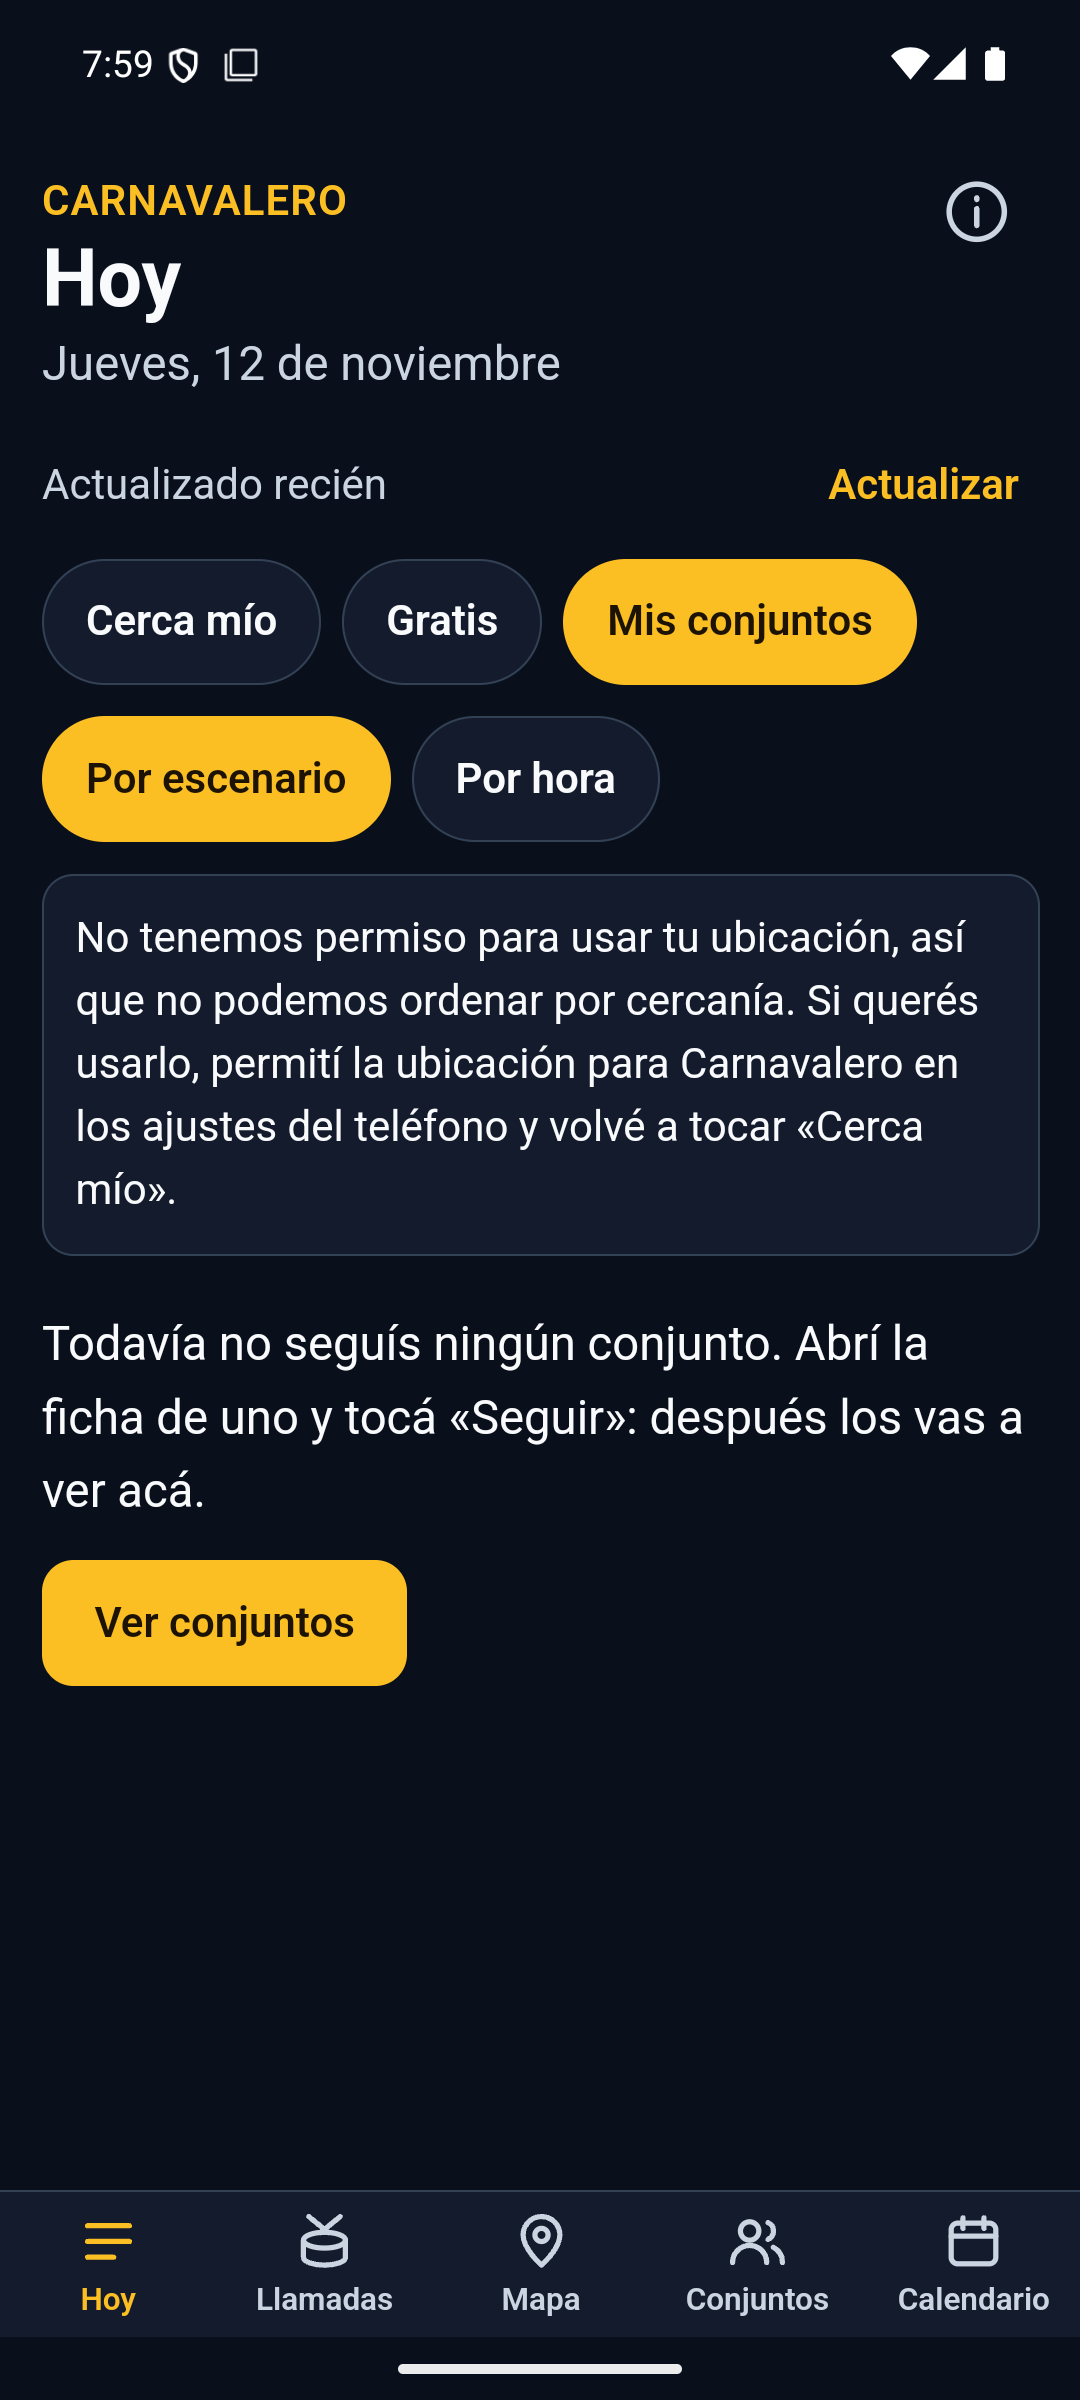 7:59
CARNAVALERO
Hoy
Jueves, 12 de noviembre
Actualizado recién
Actualizar
Cerca mío
Gratis
Mis conjuntos
Por escenario
Por hora
No tenemos permiso para usar tu ubicación, así
que no podemos ordenar por cercanía. Si querés
usarlo, permití la ubicación para Carnavalero en
los ajustes del teléfono y volvé a tocar «Cerca
mío».
Todavía no seguís ningún conjunto. Abrí la
ficha de uno y tocá «Seguir»: después los vas a
ver acá.
Ver conjuntos
Hoy
Llamadas
Mapa
Conjuntos
Calendario